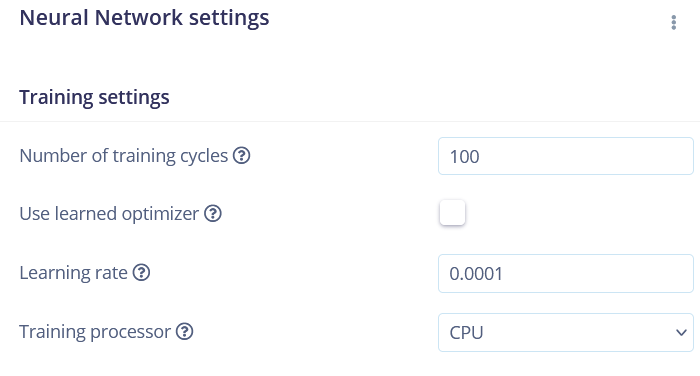 Neural Network settings
Training settings
Number of training cycles ?
100
Use learned optimizer ?
Learning rate ?
0.0001
Training processor ?
CPU